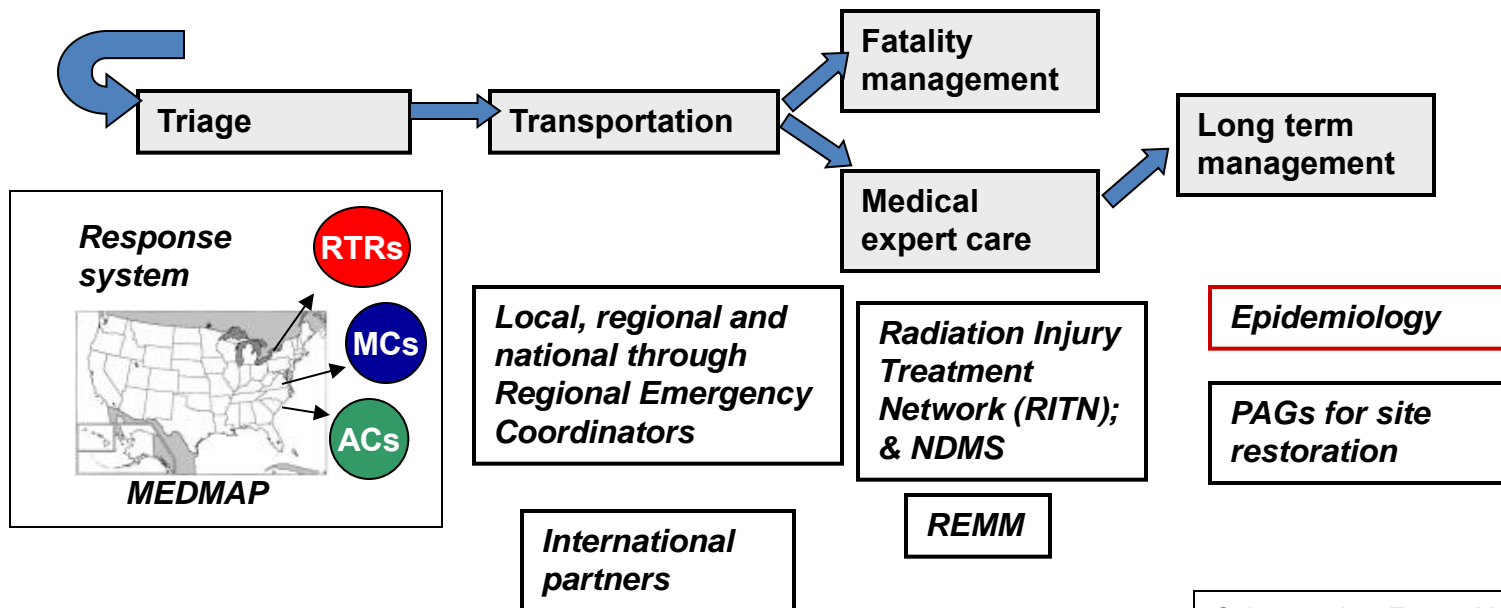 Fatality
management
Triage
Transportation
Long term
management
Medical
expert care
Response
system
RTRs
MCs
ACs
MEDMAP
Local, regional and
national through
Regional Emergency
Coordinators
Radiation Injury
Treatment
Network (RITN);
& NDMS
Epidemiology
PAGs for site
restoration
REMM
International
partners